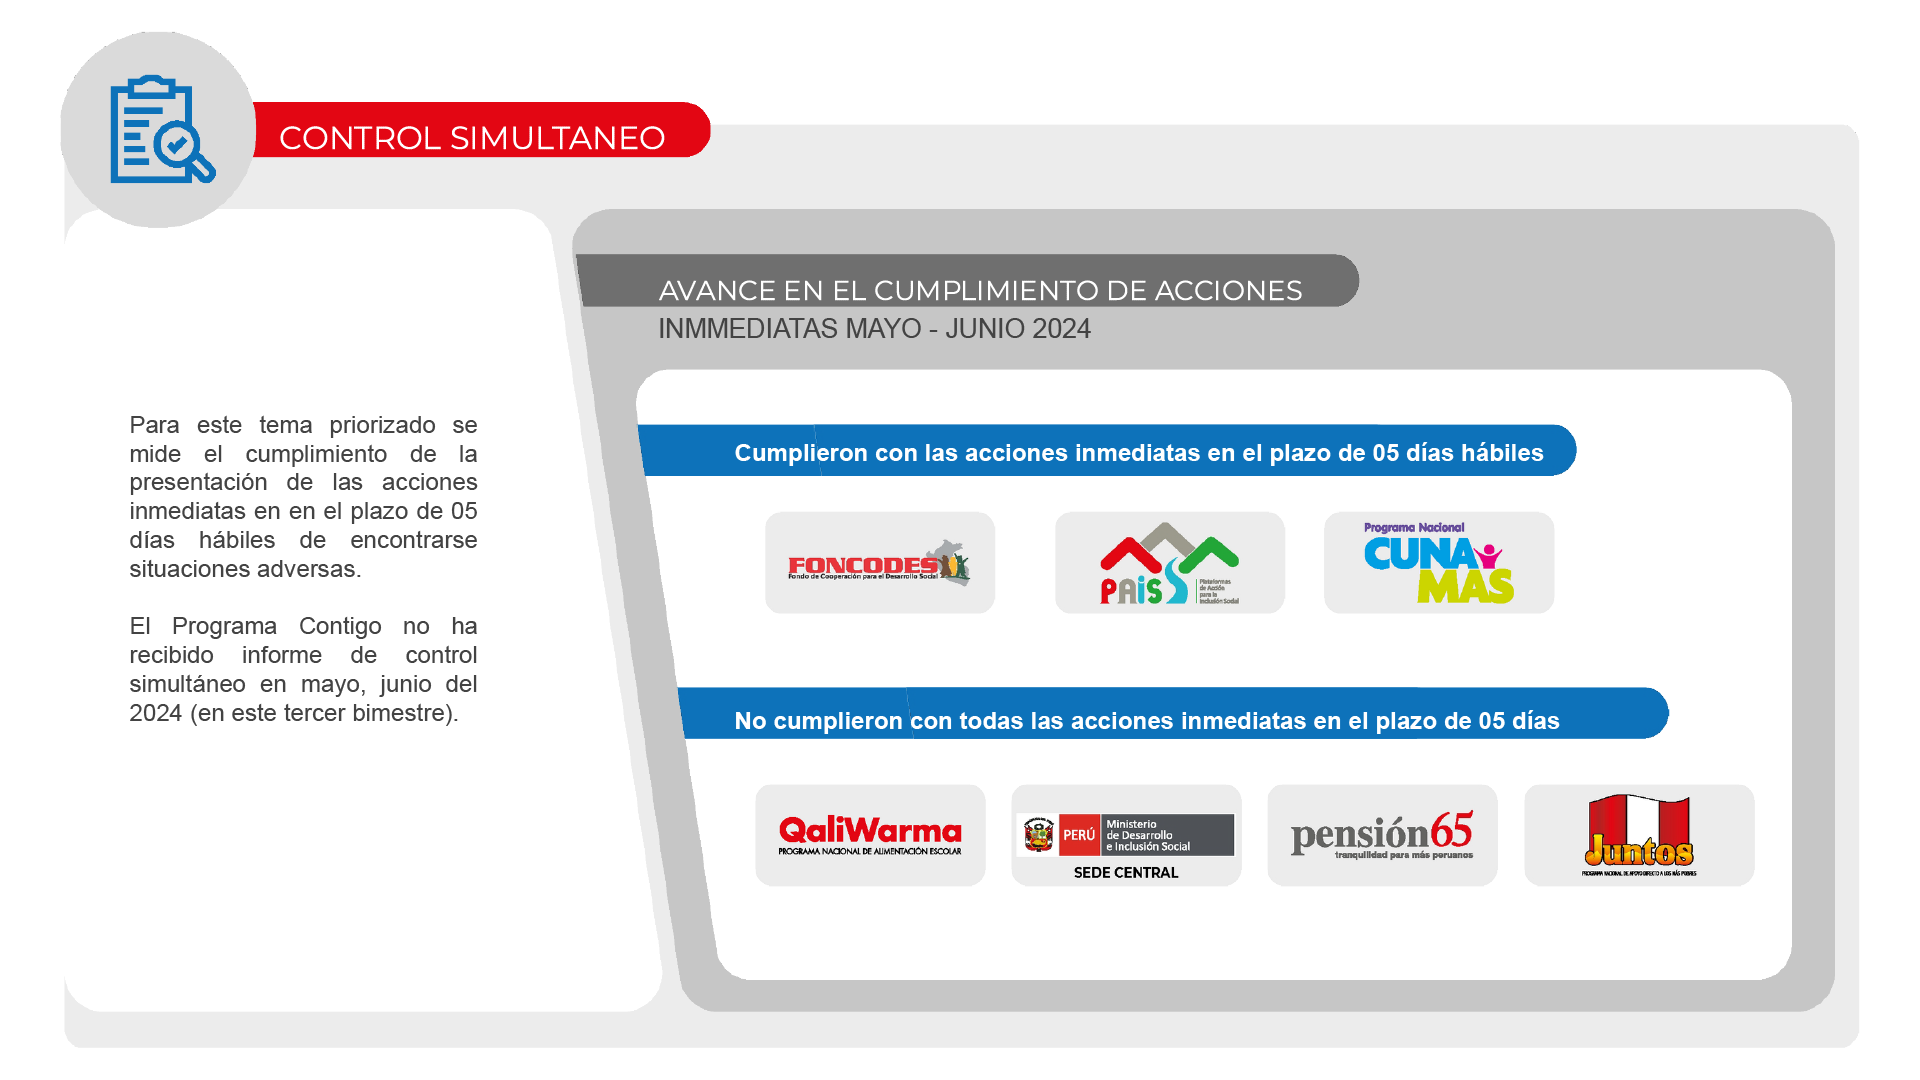 CONTROL SIMULTANEO
Para este tema priorizado se
mide el cumplimiento de la
presentación de las acciones
inmediatas en en el plazo de 05
días hábiles de encontrarse
situaciones adversas.
El Programa Contigo no ha
recibido informe de control
simultáneo en mayo, junio del
2024 (en este tercer bimestre).
AVANCE EN EL CUMPLIMIENTO DE ACCIONES
INMMEDIATAS MAYO - JUNIO 2024
Cumplieron con las acciones inmediatas en el plazo de 05 días hábiles
FONCODES
Fondo de Cooperación para el Desarrollo Social
PAiS
Plataformas
de Acción
para la
Inclusión Social
Programa Nacional
CUNA
MAS
No cumplieron con todas las acciones inmediatas en el plazo de 05 días
QaliWarma
PROGRAMA NACIONAL DE ALIMENTACIÓN ESCOLAR
PERÚ
Ministerio
de Desarrollo
e Inclusión Social
SEDE CENTRAL
pensión65
tranquilidad para más peruanos
Juntos
PROGRAMA NACIONAL DE APOYO DIRECTO A LOS MÁS POBRES